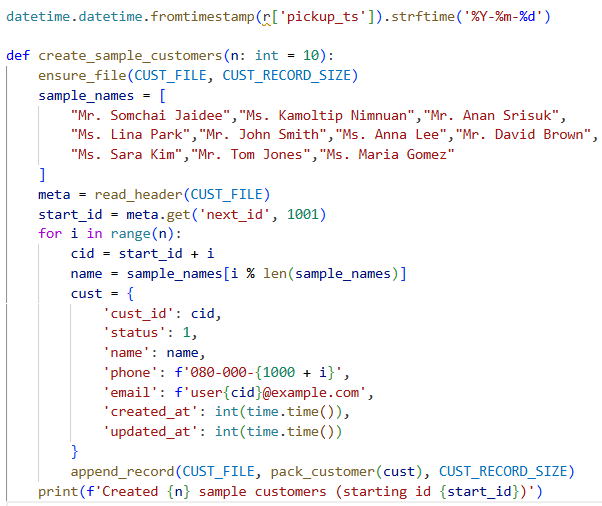 datetime.datetime.fromtimestamp(r['pickup_ts']).strftime('%Y-%m-%d')
def create_sample_customers(n: int = 10):
    ensure_file(CUST_FILE, CUST_RECORD_SIZE)
    sample_names = [
        "Mr. Somchai Jaidee","Ms. Kamoltip Nimnuan","Mr. Anan Srisuk",
        "Ms. Lina Park","Mr. John Smith","Ms. Anna Lee","Mr. David Brown",
        "Ms. Sara Kim","Mr. Tom Jones","Ms. Maria Gomez"
    ]
    meta = read_header(CUST_FILE)
    start_id = meta.get('next_id', 1001)
    for i in range(n):
        cid = start_id + i
        name = sample_names[i % len(sample_names)]
        cust = {
            'cust_id': cid,
            'status': 1,
            'name': name,
            'phone': f'080-000-{1000 + i}',
            'email': f'user{cid}@example.com',
            'created_at': int(time.time()),
            'updated_at': int(time.time())
        }
        append_record(CUST_FILE, pack_customer(cust), CUST_RECORD_SIZE)
    print(f'Created {n} sample customers (starting id {start_id})')